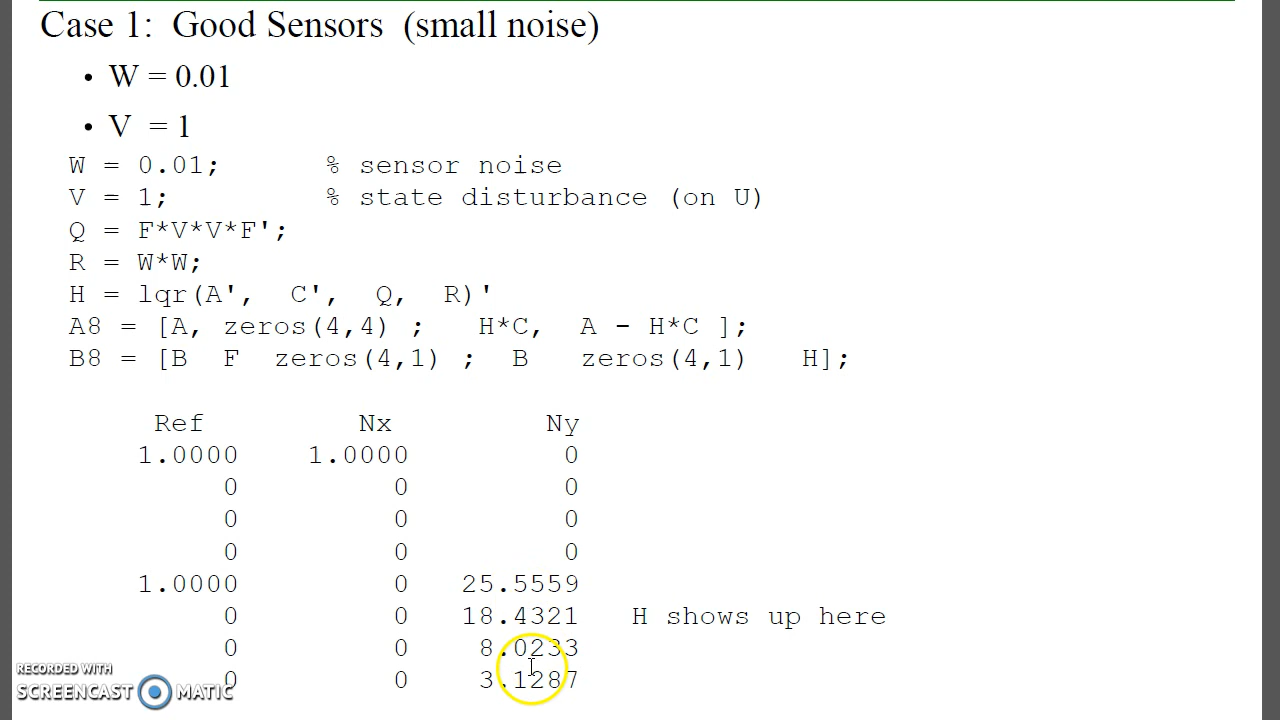 Case 1:  Good Sensors  (small noise)
• W = 0.01
• V  = 1
W = 0.01;      % sensor noise
V = 1;         % state disturbance (on U)
Q = F*V*V*F';
R = W*W;
H = lqr(A',  C',  Q,  R)'
A8 = [A, zeros(4,4) ;   H*C,  A - H*C ];
B8 = [B  F  zeros(4,1) ;  B   zeros(4,1)   H];
Ref         Nx         Ny
1.0000    1.0000         0
0         0         0
0         0         0
0         0         0
1.0000         0   25.5559
0         0   18.4321   H shows up here
0         0    8.0233
0         0    3.1287
RECORDED WITH
SCREENCAST MATIC